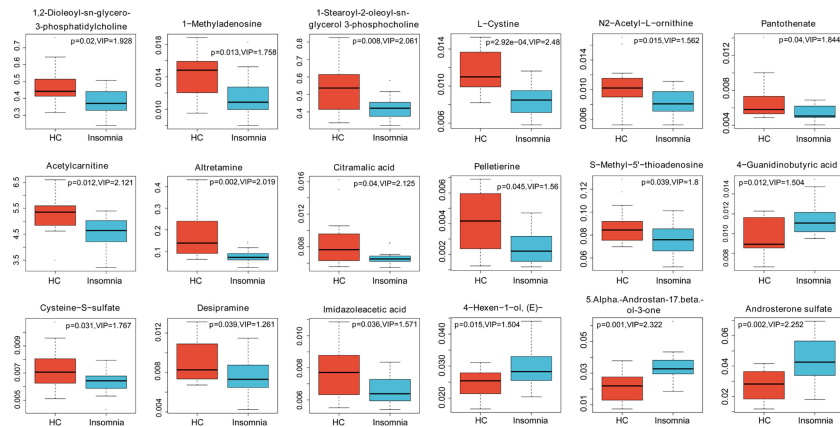 1,2-Dioleoyl-sn-glycero-
3-phosphatidylcholine
p=0.02,VIP=1.928
0.3 0.4 0.5 0.6 0.7
HC Insomnia
1-Methyladenosine
p=0.013,VIP=1.758
0.010 0.014 0.018
HC Insomnia
1-Stearoyl-2-oleoyl-sn-
glycerol 3-phosphocholine
p=0.008,VIP=2.061
0.4 0.5 0.6 0.7 0.8
HC Insomnia
L-Cystine
p=2.92e-04,VIP=2.48
0.006 0.010 0.014
HC Insomnia
N2-Acetyl-L-ornithine
p=0.015,VIP=1.562
0.006 0.010 0.014
HC Insomnia
Pantothenate
p=0.04,VIP=1.844
0.004 0.008 0.012
HC Insomnia
Acetylcarnitine
p=0.012,VIP=2.121
3.5 4.5 5.5 6.5
HC Insomnia
Altretamine
p=0.002,VIP=2.019
0.1 0.2 0.3 0.4
HC Insomnia
Citramalic acid
p=0.04,VIP=2.125
0.008 0.012 0.016
HC Insomnia
Pelletierine
p=0.045,VIP=1.56
0.002 0.004 0.006
HC Insomnia
S-Methyl-5'-thioadenosine
p=0.039,VIP=1.8
0.06 0.08 0.10 0.12
HC Insomnia
4-Guanidinobutyric acid
p=0.012,VIP=1.504
0.008 0.010 0.012 0.014
HC Insomnia
Cysteine-S-sulfate
p=0.031,VIP=1.767
0.005 0.007 0.009
HC Insomnia
Desipramine
p=0.039,VIP=1.261
0.004 0.008 0.012
HC Insomnia
Imidazoleacetic acid
p=0.036,VIP=1.571
0.006 0.008 0.010
HC Insomnia
4-Hexen-1-ol, (E)-
p=0.015,VIP=1.504
0.020 0.030 0.040
HC Insomnia
5.Alpha.-Androstan-17.beta.-
ol-3-one
p=0.001,VIP=2.322
0.01 0.03 0.05
HC Insomnia
Androsterone sulfate
p=0.002,VIP=2.252
0.02 0.04 0.06
HC Insomnia